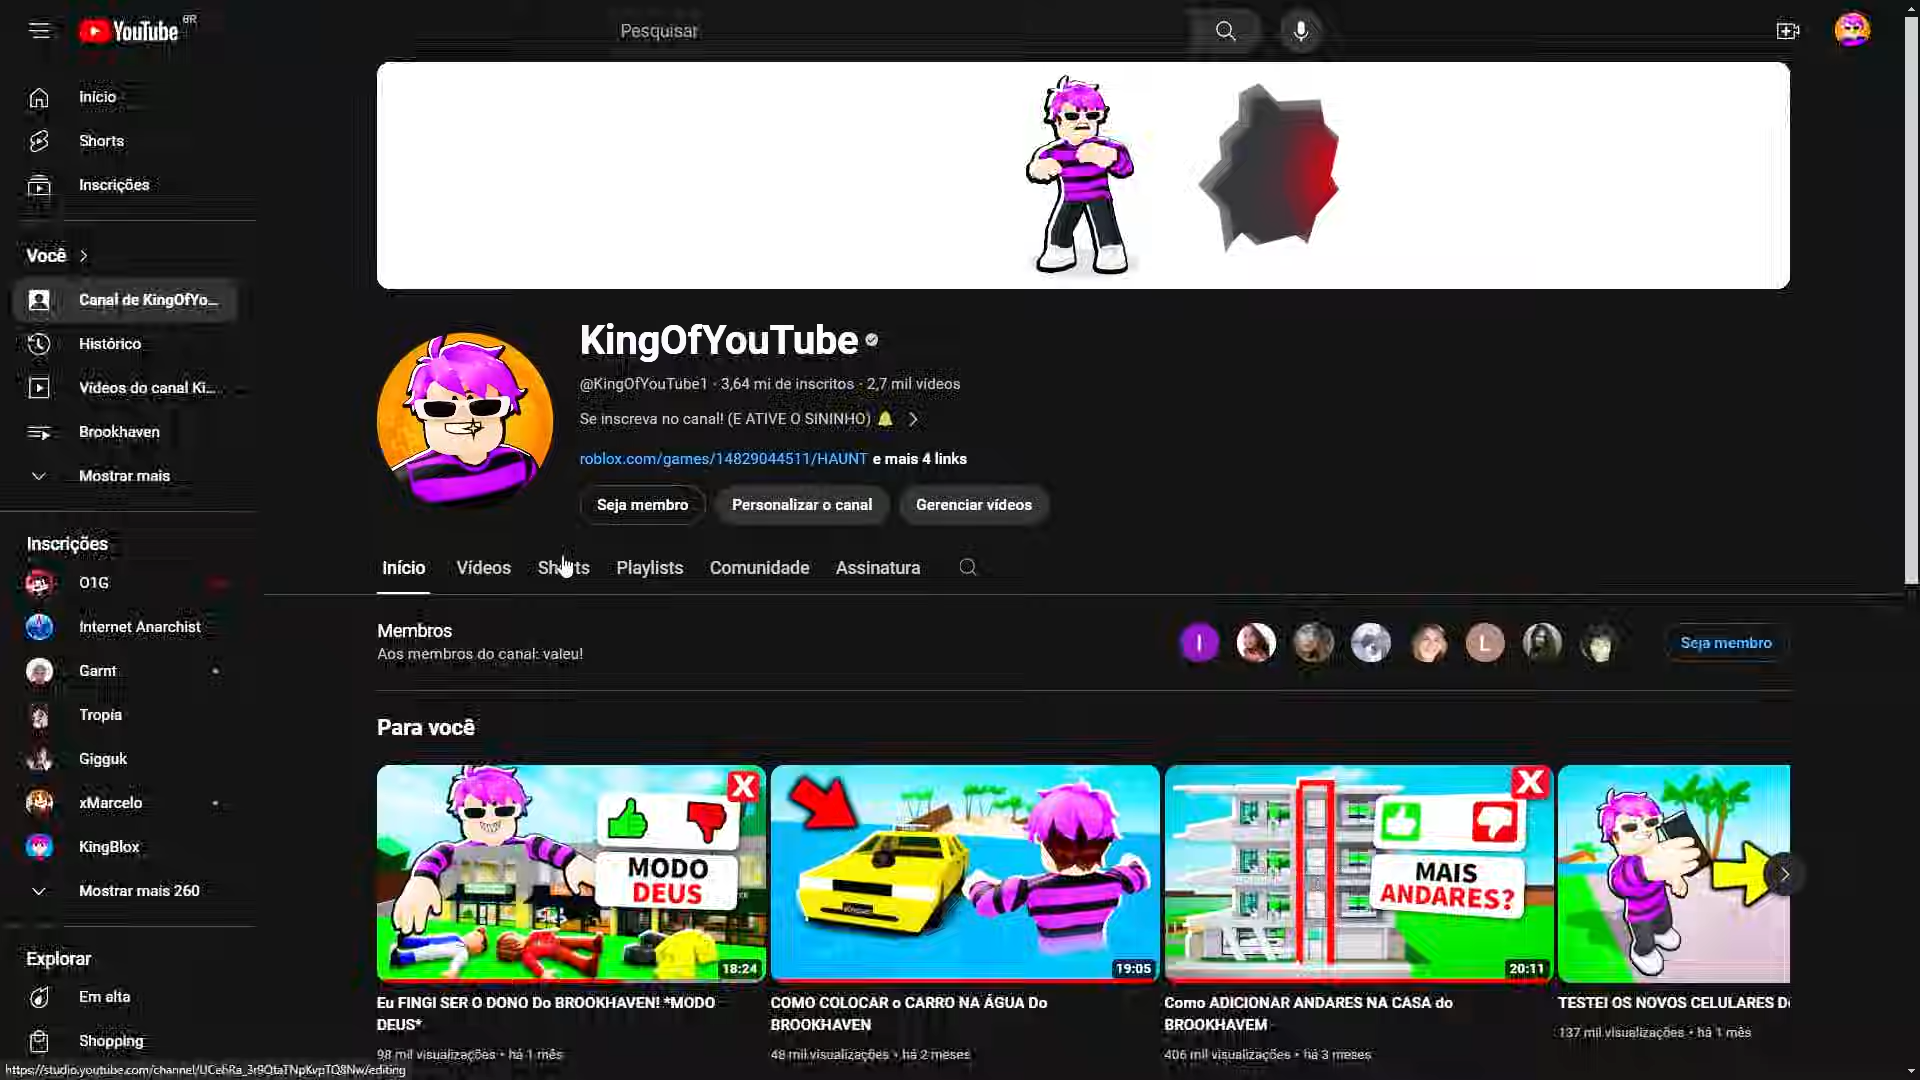 YouTube BR
Pesquisar
Início
Shorts
Inscrições
Você
Canal de KingOfYo...
Histórico
Vídeos do canal Ki...
Brookhaven
Mostrar mais
Inscrições
O1G
Internet Anarchist
Garnt
Tropia
Gigguk
xMarcelo
KingBlox
Mostrar mais 260
Explorar
Em alta
Shopping
KingOfYouTube
@KingOfYouTube1 · 3,64 mi de inscritos · 2,7 mil vídeos
Se inscreva no canal! (E ATIVE O SININHO) 🔔
roblox.com/games/14829044511/HAUNT e mais 4 links
Seja membro
Personalizar o canal
Gerenciar vídeos
Início
Vídeos
Shorts
Playlists
Comunidade
Assinatura
Membros
Aos membros do canal: valeu!
I
L
Seja membro
Para você
MODO
DEUS
18:24
Eu FINGI SER O DONO Do BROOKHAVEN! *MODO
DEUS*
98 mil visualizações • há 1 mês
19:05
COMO COLOCAR o CARRO NA ÁGUA Do
BROOKHAVEN
48 mil visualizações • há 2 meses
X
MAIS
ANDARES?
20:11
Como ADICIONAR ANDARES NA CASA do
BROOKHAVEM
406 mil visualizações • há 3 meses
TESTEI OS NOVOS CELULARES
137 mil visualizações • há 1 mês